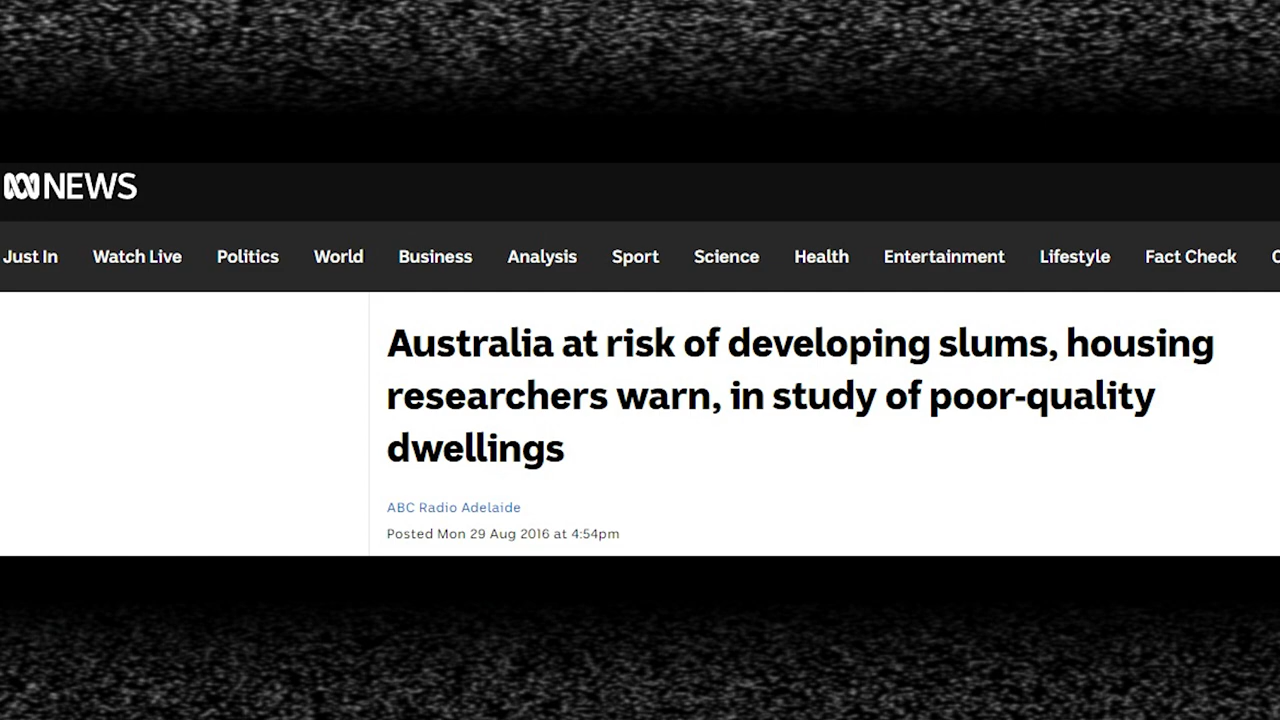 NEWS
Just In Watch Live Politics World Business Analysis Sport Science Health Entertainment Lifestyle Fact Check
Australia at risk of developing slums, housing
researchers warn, in study of poor-quality
dwellings
ABC Radio Adelaide
Posted Mon 29 Aug 2016 at 4:54pm